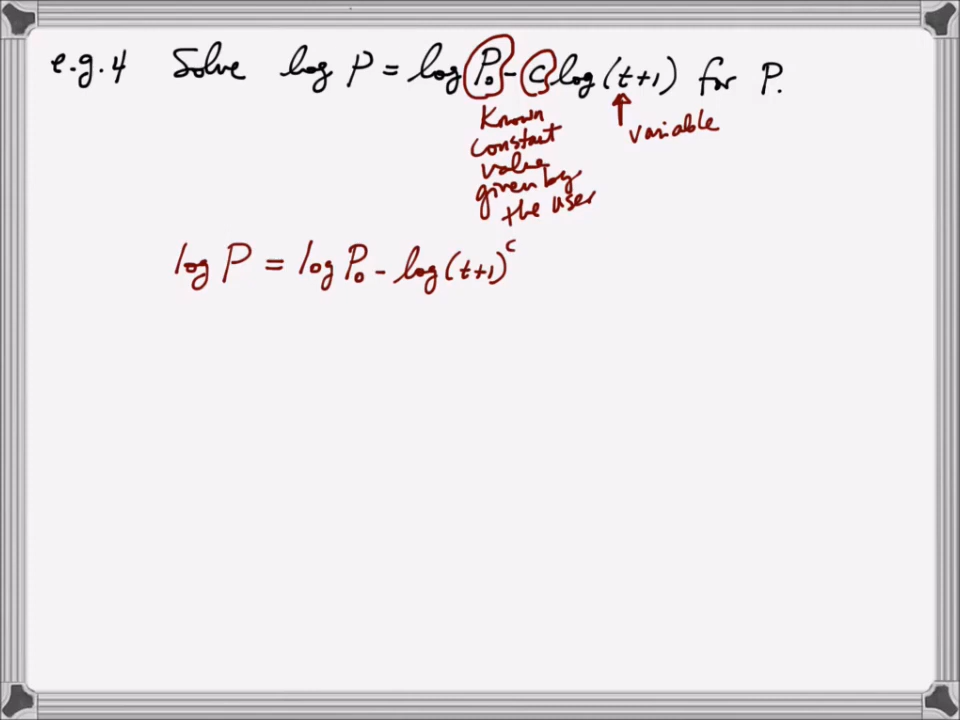 e.g. 4 Solve log P = log P₀ - c log (t+1) for P.
Known
constant
value
given by
the user
variable
log P = log P₀ - log (t+1)ᶜ